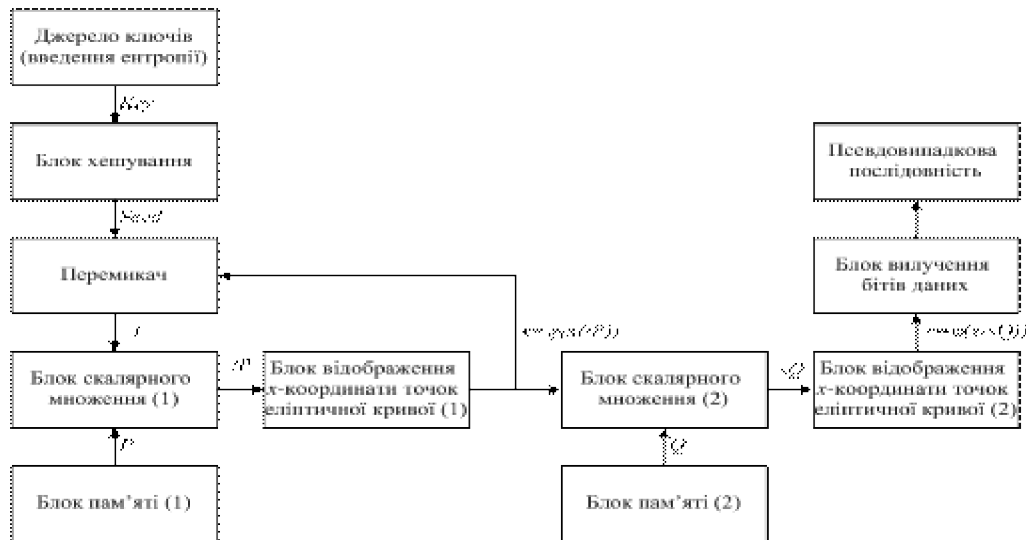 Джерело ключів
(введення ентропії)
Key
Блок хешування
Seed
Перемикач
Блок скалярного
множення (1)
Блок відображення
x-координати точок
еліптичної кривої (1)
P
Блок пам’яті (1)
Блок скалярного
множення (2)
Q
Блок пам’яті (2)
Псевдовипадкова
послідовність
Блок вилучення
бітів даних
Блок відображення
x-координати точок
еліптичної кривої (2)